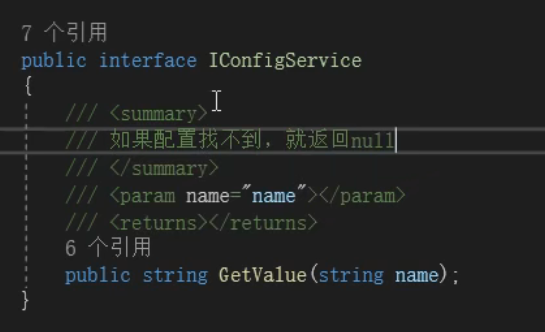 7 个引用
public interface IConfigService
{
/// <summary>
/// 如果配置找不到，就返回null
/// </summary>
/// <param name="name"></param>
/// <returns></returns>
6 个引用
public string GetValue(string name);
}